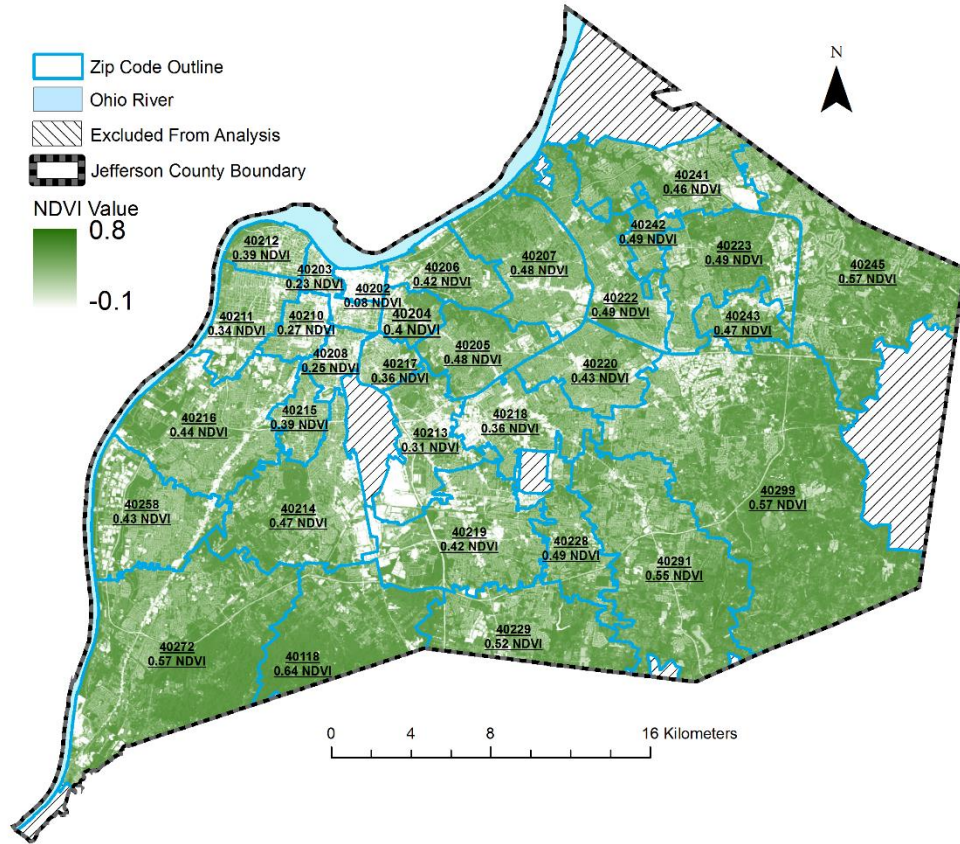 Zip Code Outline
Ohio River
Excluded From Analysis
Jefferson County Boundary
NDVI Value
0.8
-0.1
N
40241
0.46 NDVI
40242
0.49 NDVI
40223
0.49 NDVI
40245
0.57 NDVI
40212
0.39 NDVI
40203
0.23 NDVI
40202
0.08 NDVI
40206
0.42 NDVI
40207
0.48 NDVI
40222
0.49 NDVI
40243
0.47 NDVI
40211
0.34 NDVI
40210
0.27 NDVI
40204
0.4 NDVI
40208
0.25 NDVI
40217
0.36 NDVI
40205
0.48 NDVI
40220
0.43 NDVI
40216
0.44 NDVI
40215
0.39 NDVI
40213
0.31 NDVI
40218
0.36 NDVI
40258
0.43 NDVI
40214
0.47 NDVI
40219
0.42 NDVI
40228
0.49 NDVI
40291
0.55 NDVI
40299
0.57 NDVI
40272
0.57 NDVI
40118
0.64 NDVI
40229
0.52 NDVI
0 4 8 16 Kilometers